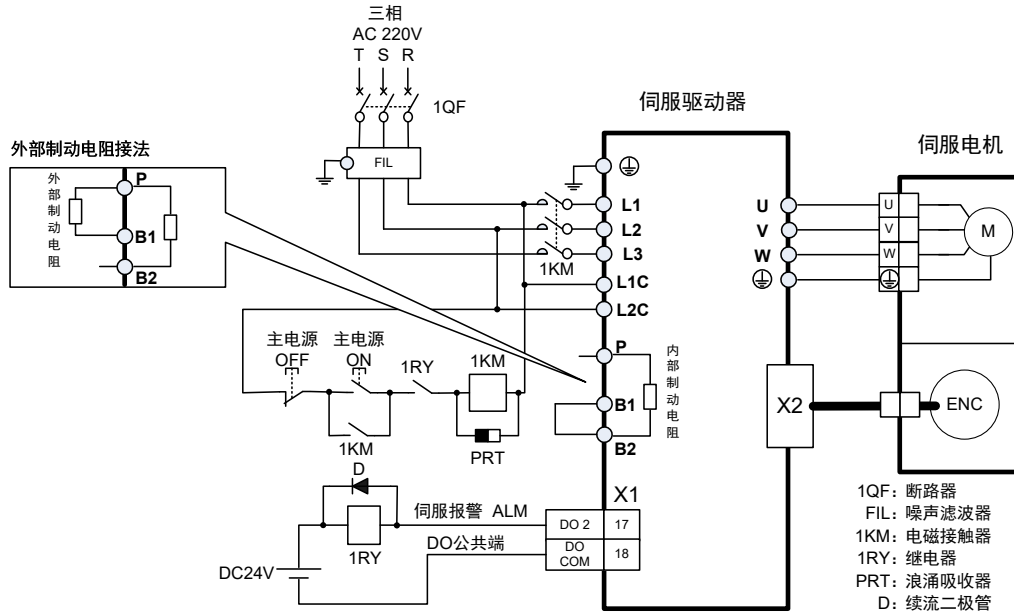 三相
AC 220V
T S R
1QF
伺服驱动器
伺服电机
外部制动电阻接法
FIL
外部制动电阻
P
B1
B2
L1
L2
L3
1KM
L1C
L2C
U
V
W
U
V
W
M
主电源
OFF
主电源
ON
1RY
1KM
1KM
PRT
P
B1
B2
内部制动电阻
X2
ENC
D
1RY
DC24V
伺服报警 ALM
DO公共端
X1
DO 2
17
DO
COM
18
1QF: 断路器
FIL: 噪声滤波器
1KM: 电磁接触器
1RY: 继电器
PRT: 浪涌吸收器
D: 续流二极管